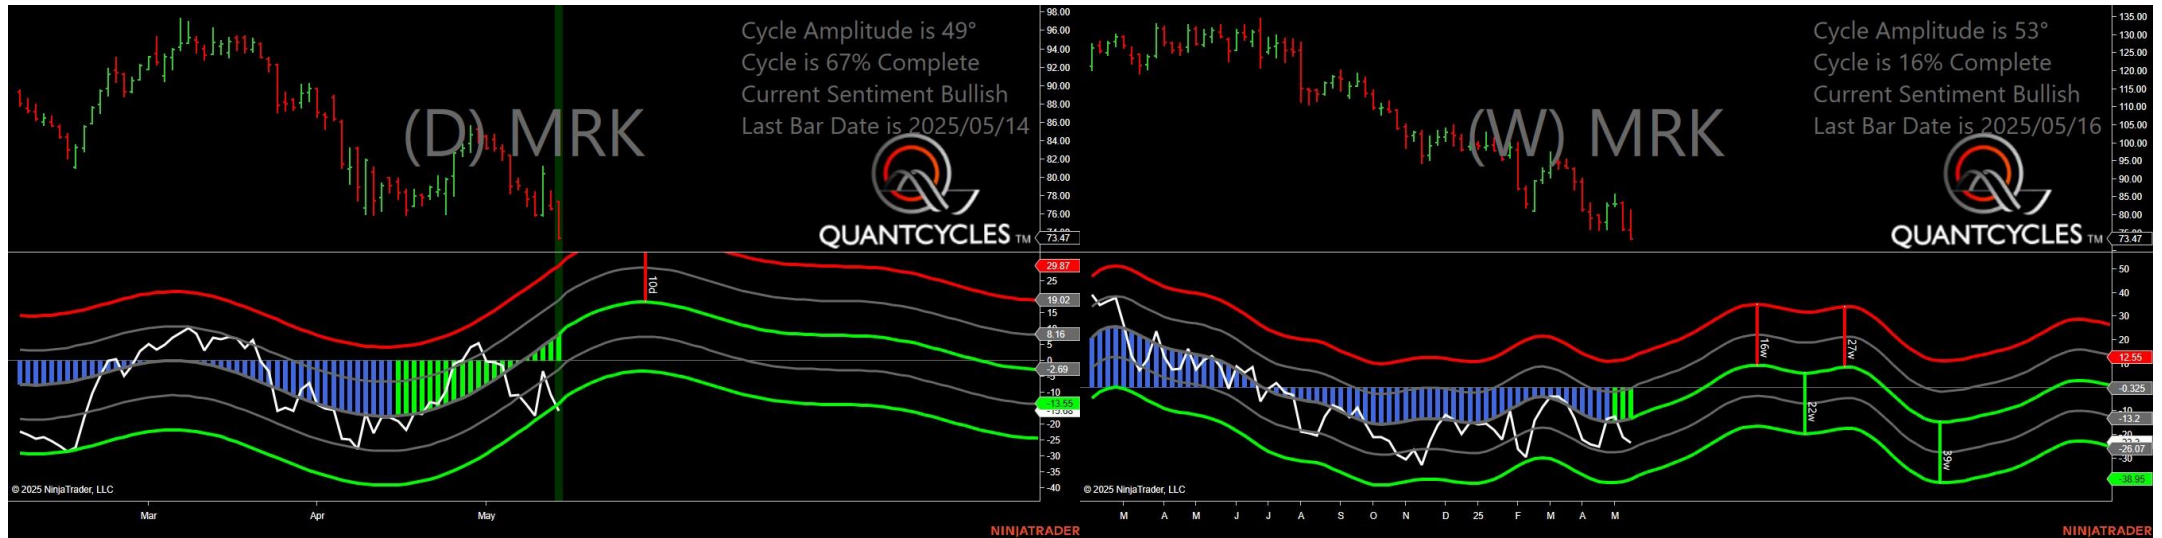 Cycle Amplitude is 49°
Cycle is 67% Complete
Current Sentiment Bullish
Last Bar Date is 2025/05/14
(D) MRK
QUANTCYCLES TM
98.00
96.00
94.00
92.00
90.00
88.00
86.00
84.00
82.00
80.00
78.00
76.00
73.47
29.87
25
19.02
15
8.16
5
0
-2.69
-10
-13.55
-20
-25
-30
-35
-40
10d
© 2025 NinjaTrader, LLC
Mar
Apr
May
NINJATRADER
Cycle Amplitude is 53°
Cycle is 16% Complete
Current Sentiment Bullish
Last Bar Date is 2025/05/16
(W) MRK
QUANTCYCLES TM
135.00
130.00
125.00
120.00
115.00
110.00
105.00
100.00
95.00
90.00
85.00
80.00
73.47
50
40
30
20
12.55
-0.325
-13.2
-26.07
-30
-38.95
16w
27w
22w
39w
© 2025 NinjaTrader, LLC
M A M J J A S O N D 25 F M A M
NINJATRADER